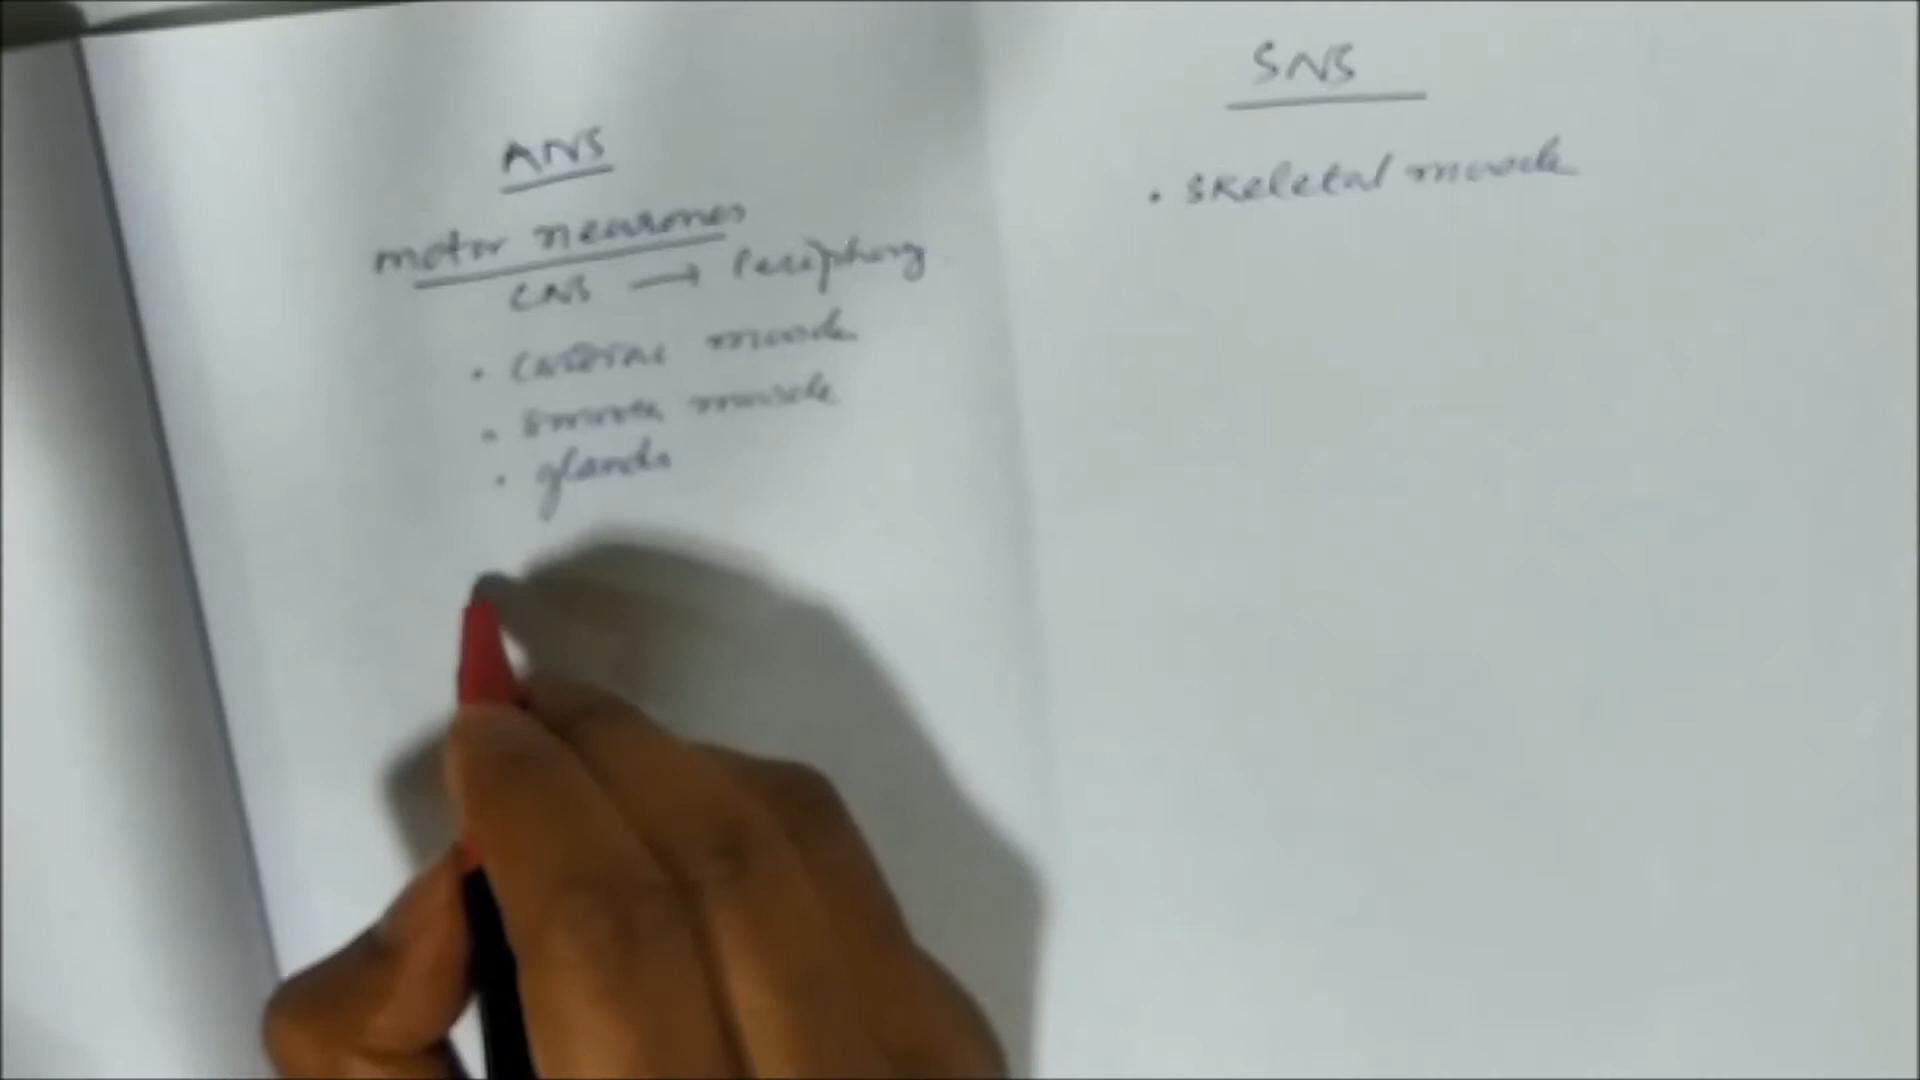 ANS
motor neurones
CNS → Periphery
• Cardiac muscle
• Smooth muscle
• glands
SNS
• Skeletal muscle